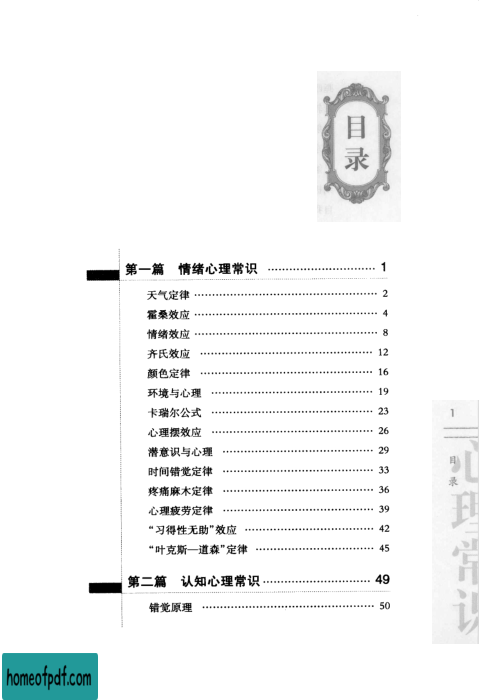 目
录
第一篇 情绪心理常识 ………………………… 1
天气定律 ………………………………………… 2
霍桑效应 ………………………………………… 4
情绪效应 ………………………………………… 8
齐氏效应 ………………………………………… 12
颜色定律 ………………………………………… 16
环境与心理 ……………………………………… 19
卡瑞尔公式 ……………………………………… 23
心理摆效应 ……………………………………… 26
潜意识与心理 …………………………………… 29
时间错觉定律 …………………………………… 33
疼痛麻木定律 …………………………………… 36
心理疲劳定律 …………………………………… 39
“习得性无助”效应 ……………………………… 42
“叶克斯—道森”定律 …………………………… 45
第二篇 认知心理常识 ………………………… 49
错觉原理 ………………………………………… 50
1
目
录
心理常识
homeofpdf.com